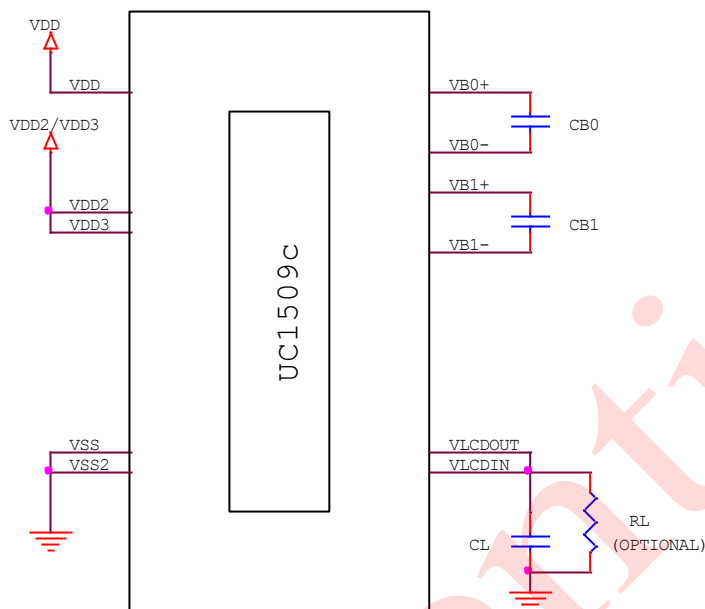 VDD
VDD
VDD2/VDD3
VDD2
VDD3
VSS
VSS2
UC1509c
VB0+
CB0
VB0-
VB1+
CB1
VB1-
VLCDOUT
VLCDIN
CL
RL
(OPTIONAL)
nti